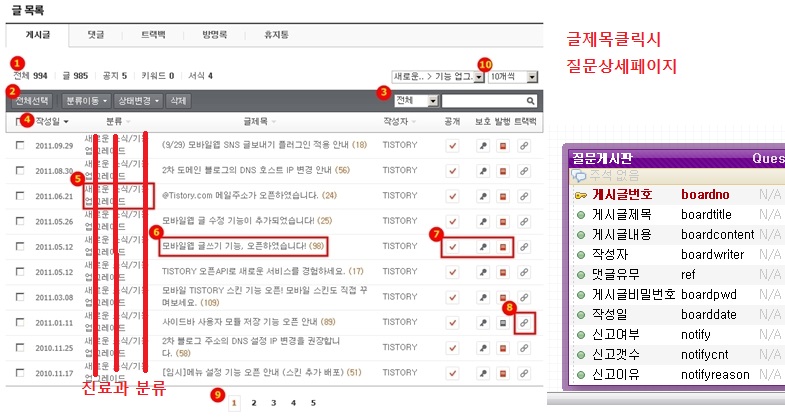 글 목록
게시글 댓글 트랙백 방명록 휴지통
1
전체 994 글 985 공지 5 키워드 0 서식 4
10
새로운.. > 기능 업그. 10개씩
2
전체선택 분류이동 상태변경 삭제
3 전체
4 작성일 분류 글제목 작성자 공개 보호 발행 트랙백
2011.09.29 새로운 소식/기능 업그레이드 (9/29) 모바일웹 SNS 글보내기 플러그인 적용 안내 (18) TISTORY
2011.08.30 새로운 소식/기능 업그레이드 2차 도메인 블로그의 DNS 호스트 IP 변경 안내 (56) TISTORY
5
2011.06.21 새로운 소식/기능 업그레이드 @Tistory.com 메일주소가 오픈하였습니다. (24) TISTORY
2011.05.26 새로운 소식/기능 업그레이드 모바일웹 글 수정 기능이 추가되었습니다! (25) TISTORY
6 7
2011.05.12 새로운 소식/기능 업그레이드 모바일웹 글쓰기 기능, 오픈하였습니다! (98) TISTORY
2011.05.12 새로운 소식/기능 업그레이드 TISTORY 오픈API로 새로운 서비스를 경험하세요. (17) TISTORY
2011.03.08 새로운 소식/기능 업그레이드 모바일 TISTORY 스킨 기능 오픈! 모바일 스킨도 직접 꾸
며보세요. (109) TISTORY
8
2011.01.11 새로운 소식/기능 업그레이드 사이드바 사용자 모듈 저장 기능 오픈 안내 (89) TISTORY
2010.11.25 새로운 소식/기능 업그레이드 2차 블로그 주소의 DNS 설정 IP 변경을 권장합니
다. (58) TISTORY
2010.11.17 새로운 소식/기능 업그레이드 [임시]메뉴 설정 기능 오픈 안내 (스킨 추가 배포) (51) TISTORY
진료과 분류
9 1 2 3 4 5
글제목클릭시
질문상세페이지
질문게시판 Ques
주석 없음
게시글번호 boardno N/A
게시글제목 boardtitle N/A
게시글내용 boardcontent N/A
작성자 boardwriter N/A
댓글유무 ref N/A
게시글비밀번호 boardpwd N/A
작성일 boarddate N/A
신고여부 notify N/A
신고갯수 notifycnt N/A
신고이유 notifyreason N/A